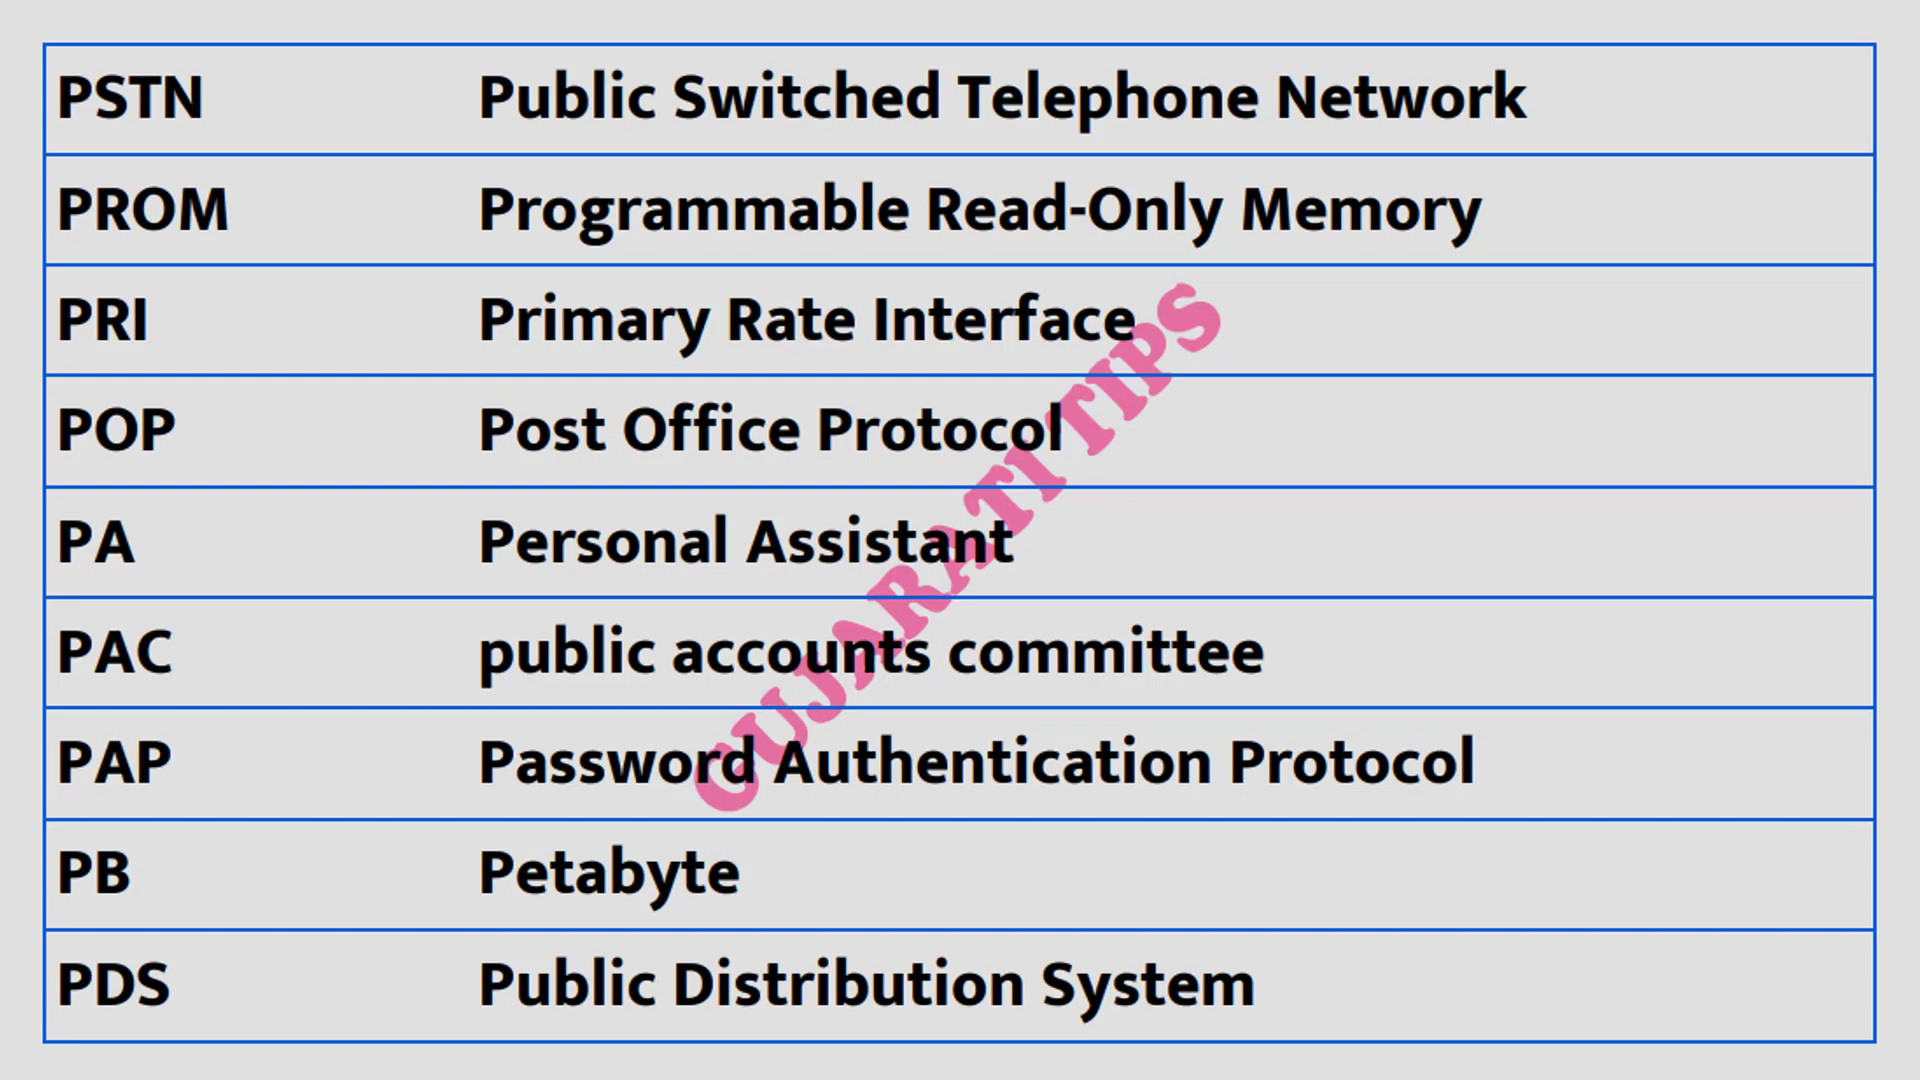 PSTN Public Switched Telephone Network
PROM Programmable Read-Only Memory
PRI Primary Rate Interface
POP Post Office Protocol
PA Personal Assistant
PAC public accounts committee
PAP Password Authentication Protocol
PB Petabyte
PDS Public Distribution System
GUJARATI TIPS